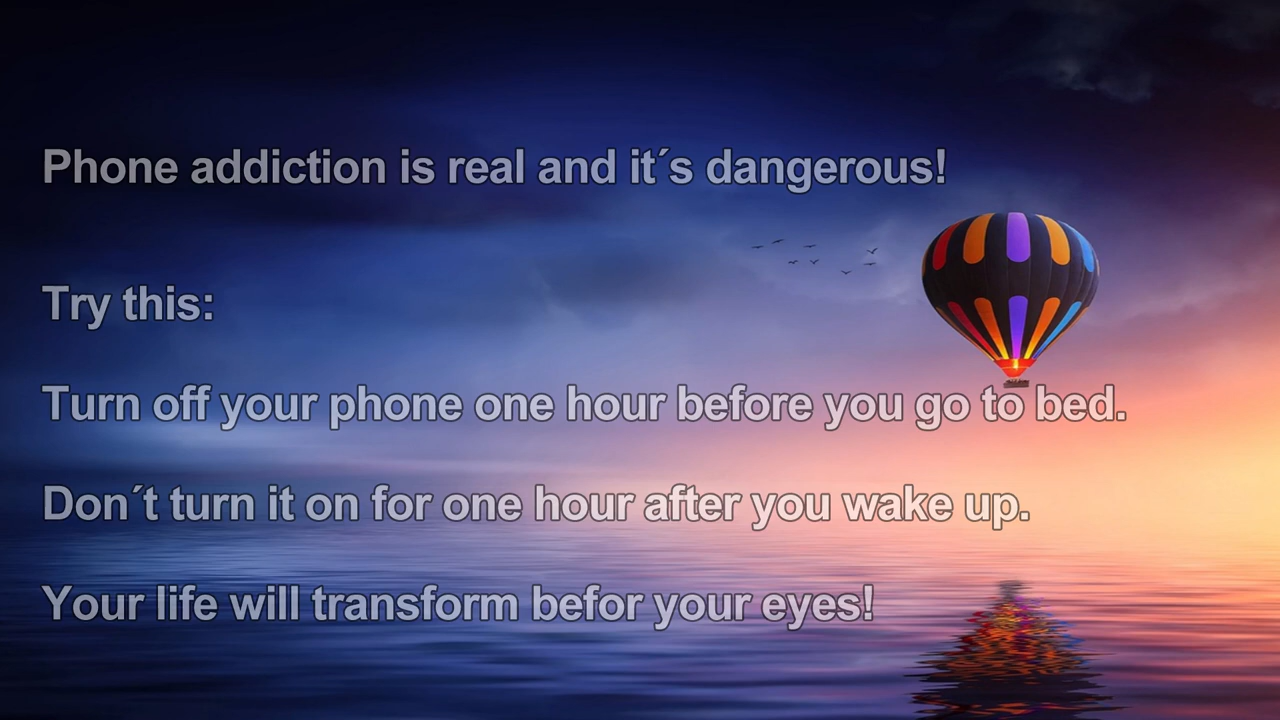 Phone addiction is real and it´s dangerous!
Try this:
Turn off your phone one hour before you go to bed.
Don´t turn it on for one hour after you wake up.
Your life will transform befor your eyes!